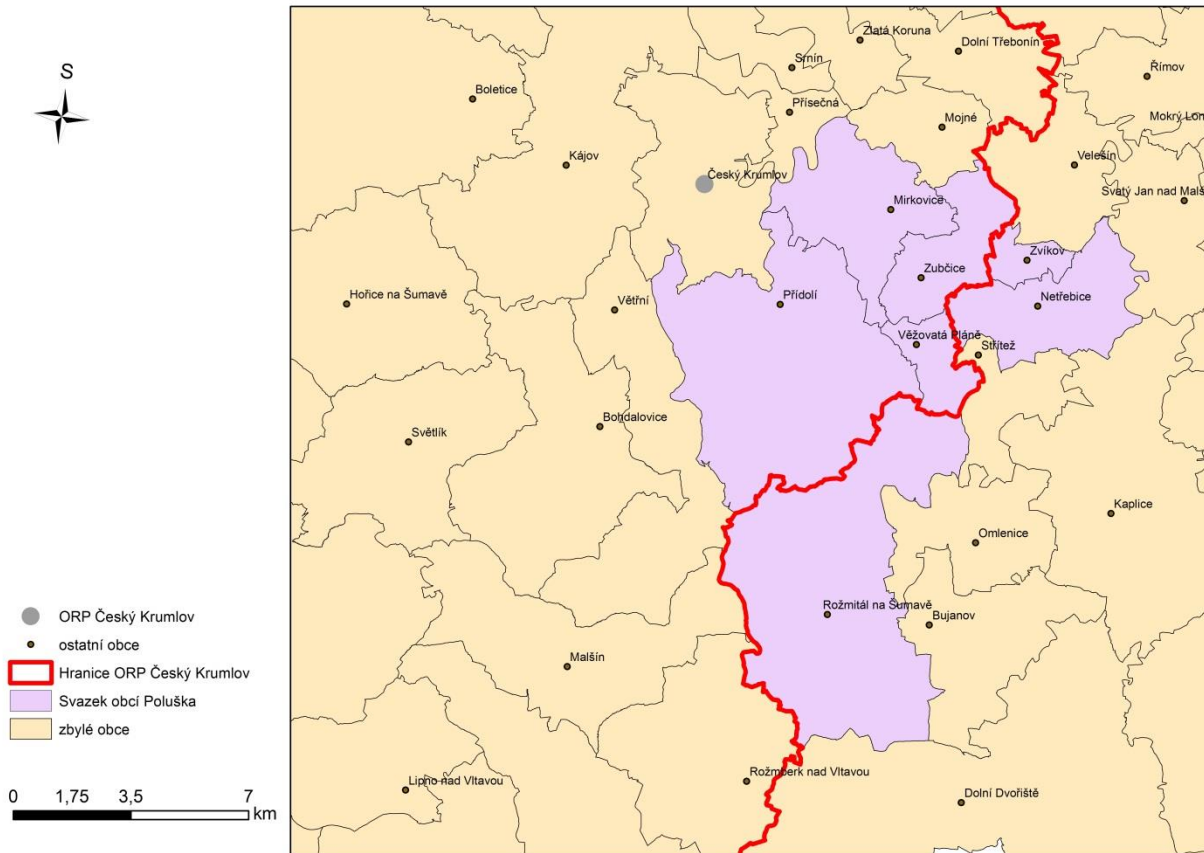 S
Zlatá Koruna
Dolní Třebonín
Srnín
Římov
Boletice
Přísečná
Mojné
Mokrý Lon
Kájov
Velešín
Český Krumlov
Svatý Jan nad Malš
Mirkovice
Zvíkov
Zubčice
Hořice na Šumavě
Větřní
Přídolí
Netřebice
Věžovatá Pláně
Střítež
Bohdalovice
Světlík
Kaplice
Omlenice
Rožmitál na Šumavě
Bujanov
Malšín
Lipno nad Vltavou
Rožmberk nad Vltavou
Dolní Dvořiště
ORP Český Krumlov
ostatní obce
Hranice ORP Český Krumlov
Svazek obcí Poluška
zbylé obce
0 1,75 3,5 7
km